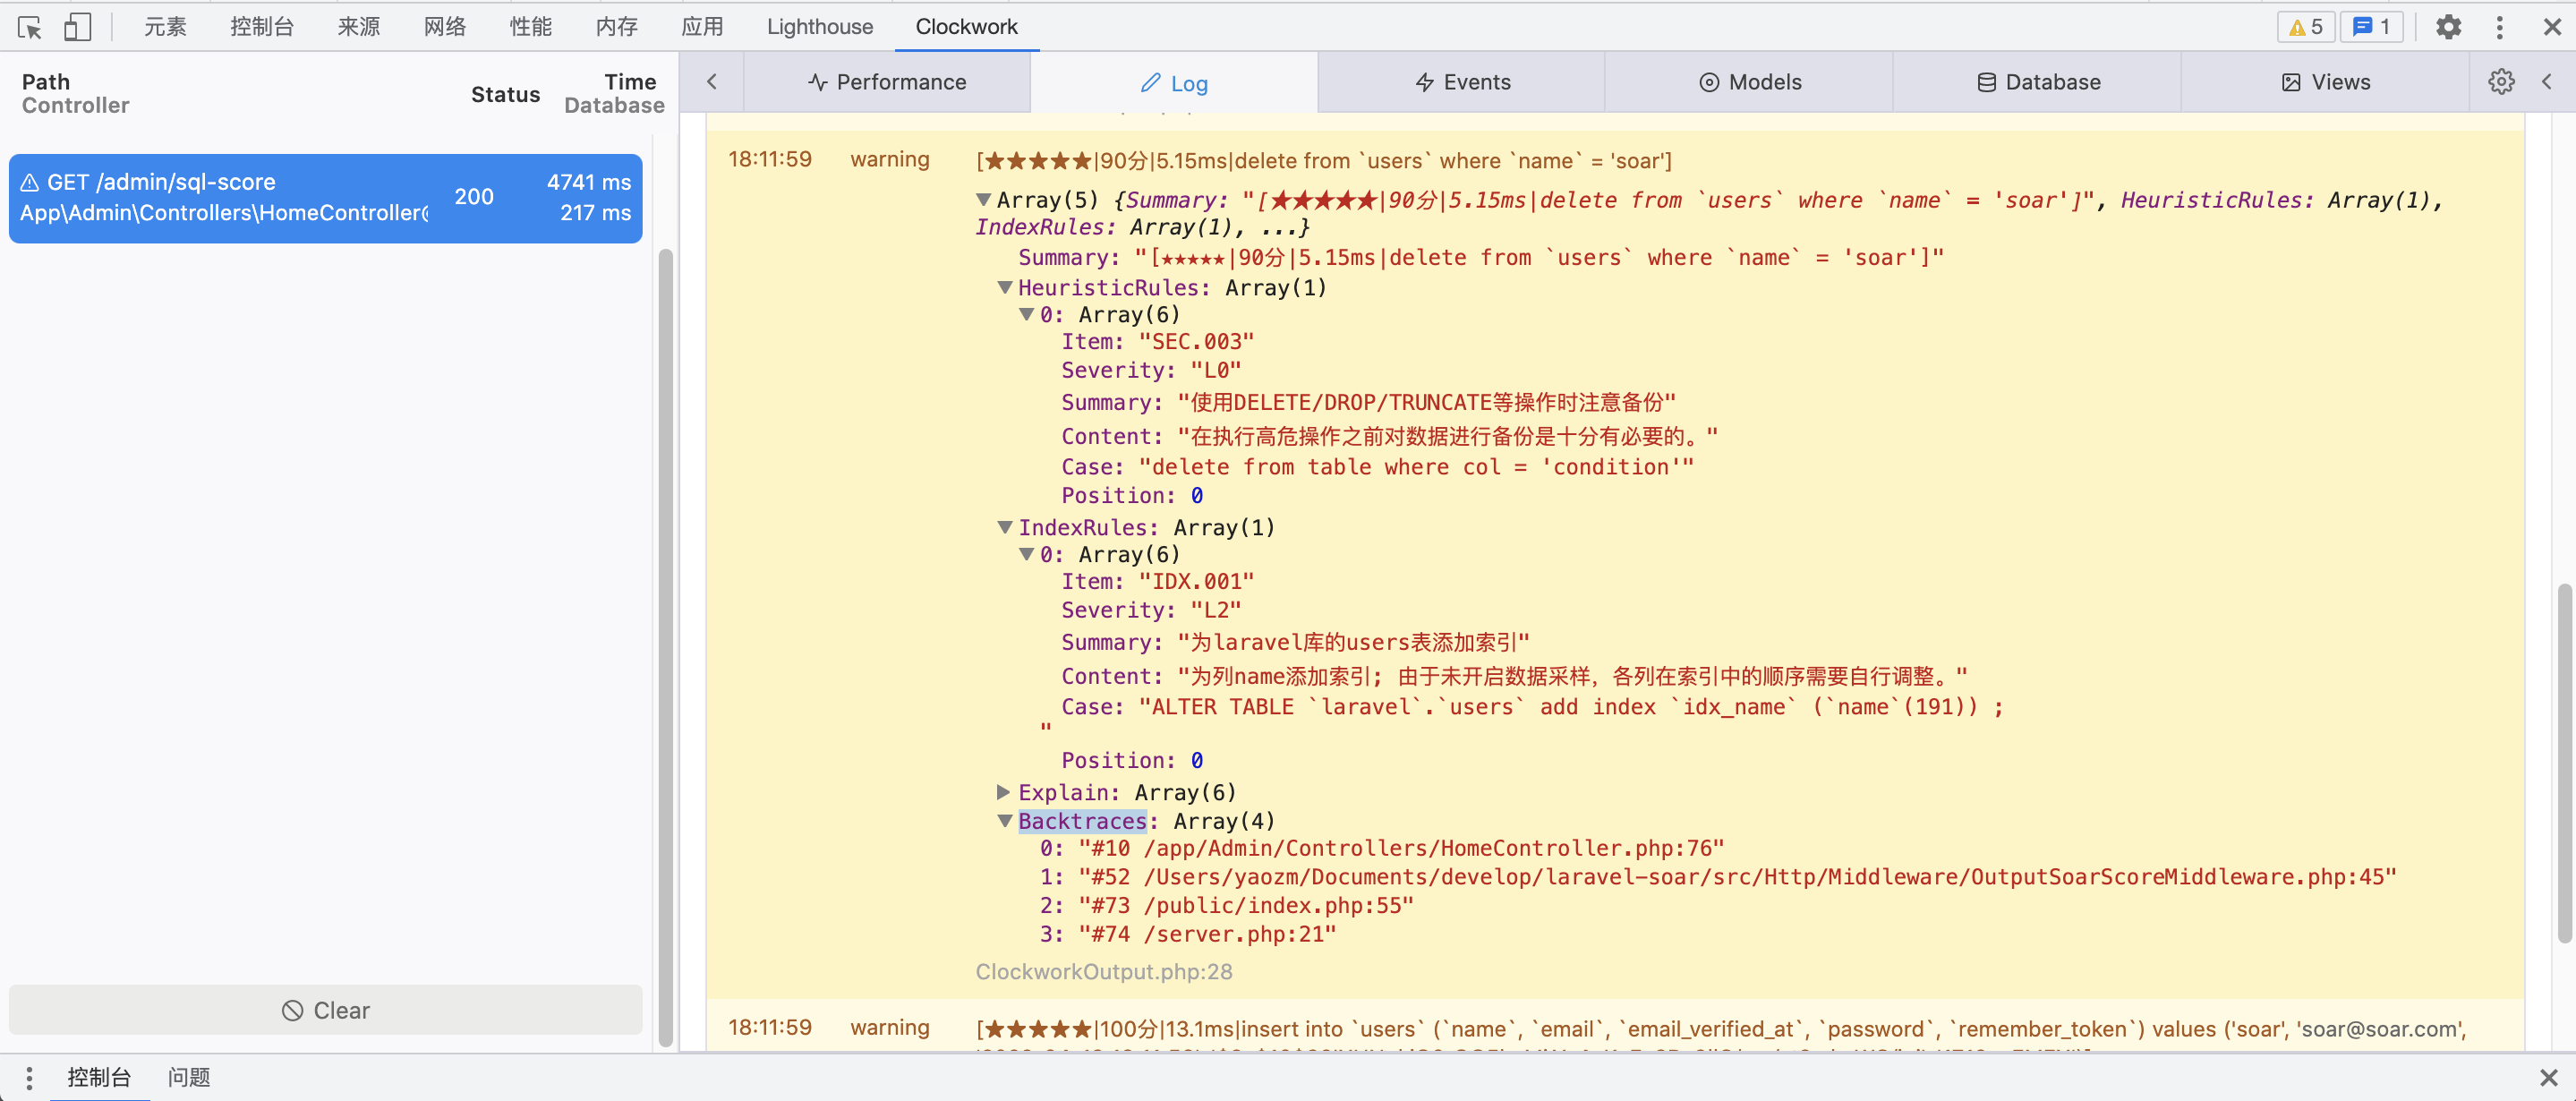 元素 控制台 来源 网络 性能 内存 应用 Lighthouse Clockwork 5 1
Path
Controller
Status
Time
Database
GET /admin/sql-score
App\Admin\Controllers\HomeController@
200
4741 ms
217 ms
Clear
Performance Log Events Models Database Views
18:11:59 warning [★★★★★|90分|5.15ms|delete from `users` where `name` = 'soar']
▼Array(5) {Summary: "[★★★★★|90分|5.15ms|delete from `users` where `name` = 'soar']", HeuristicRules: Array(1),
IndexRules: Array(1), ...}
Summary: "[★★★★★|90分|5.15ms|delete from `users` where `name` = 'soar']"
▼HeuristicRules: Array(1)
▼0: Array(6)
Item: "SEC.003"
Severity: "L0"
Summary: "使用DELETE/DROP/TRUNCATE等操作时注意备份"
Content: "在执行高危操作之前对数据进行备份是十分有必要的。"
Case: "delete from table where col = 'condition'"
Position: 0
▼IndexRules: Array(1)
▼0: Array(6)
Item: "IDX.001"
Severity: "L2"
Summary: "为laravel库的users表添加索引"
Content: "为列name添加索引; 由于未开启数据采样，各列在索引中的顺序需要自行调整。"
Case: "ALTER TABLE `laravel`.`users` add index `idx_name` (`name`(191)) ;
"
Position: 0
▶Explain: Array(6)
▼Backtraces: Array(4)
0: "#10 /app/Admin/Controllers/HomeController.php:76"
1: "#52 /Users/yaozm/Documents/develop/laravel-soar/src/Http/Middleware/OutputSoarScoreMiddleware.php:45"
2: "#73 /public/index.php:55"
3: "#74 /server.php:21"
ClockworkOutput.php:28
18:11:59 warning [★★★★★|100分|13.1ms|insert into `users` (`name`, `email`, `email_verified_at`, `password`, `remember_token`) values ('soar', 'soar@soar.com',
控制台 问题